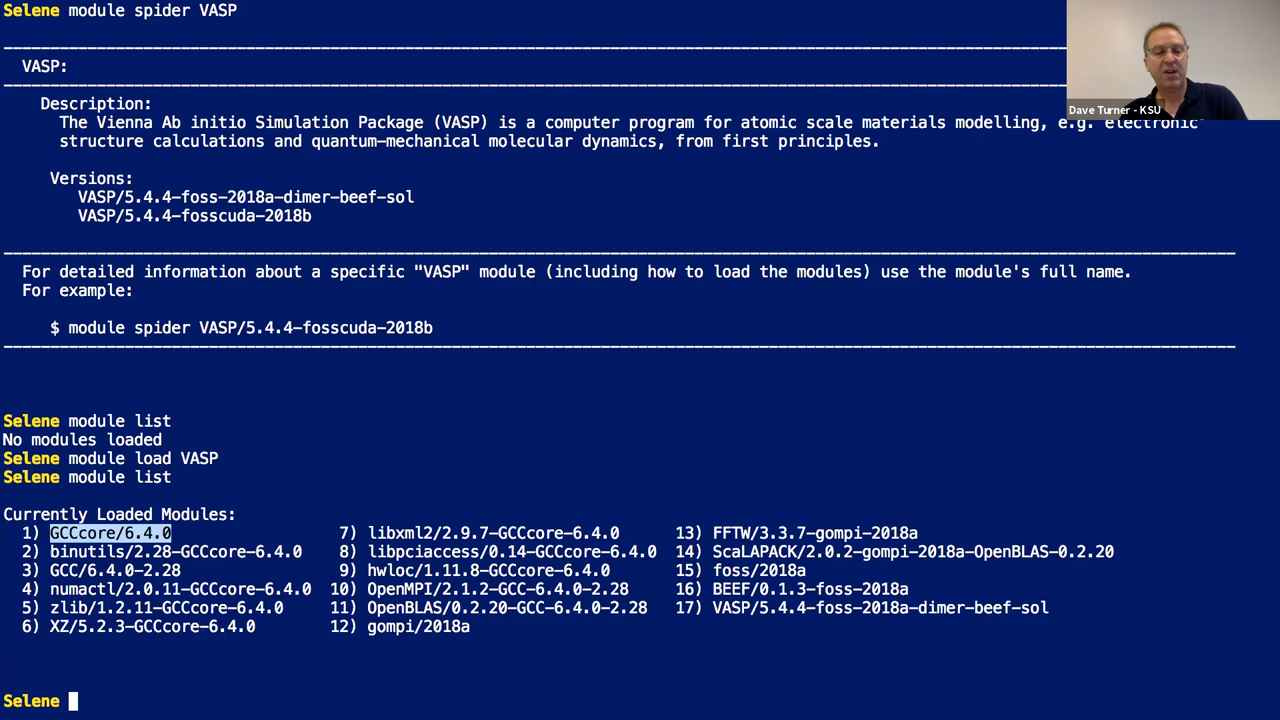 Selene module spider VASP
VASP:
Description:
The Vienna Ab initio Simulation Package (VASP) is a computer program for atomic scale materials modelling, e.g. electronic
structure calculations and quantum-mechanical molecular dynamics, from first principles.
Versions:
VASP/5.4.4-foss-2018a-dimer-beef-sol
VASP/5.4.4-fosscuda-2018b
For detailed information about a specific "VASP" module (including how to load the modules) use the module's full name.
For example:
$ module spider VASP/5.4.4-fosscuda-2018b
Selene module list
No modules loaded
Selene module load VASP
Selene module list
Currently Loaded Modules:
1) GCCcore/6.4.0 7) libxml2/2.9.7-GCCcore-6.4.0 13) FFTW/3.3.7-gompi-2018a
2) binutils/2.28-GCCcore-6.4.0 8) libpciaccess/0.14-GCCcore-6.4.0 14) ScaLAPACK/2.0.2-gompi-2018a-OpenBLAS-0.2.20
3) GCC/6.4.0-2.28 9) hwloc/1.11.8-GCCcore-6.4.0 15) foss/2018a
4) numactl/2.0.11-GCCcore-6.4.0 10) OpenMPI/2.1.2-GCC-6.4.0-2.28 16) BEEF/0.1.3-foss-2018a
5) zlib/1.2.11-GCCcore-6.4.0 11) OpenBLAS/0.2.20-GCC-6.4.0-2.28 17) VASP/5.4.4-foss-2018a-dimer-beef-sol
6) XZ/5.2.3-GCCcore-6.4.0 12) gompi/2018a
Selene
Dave Turner - KSU